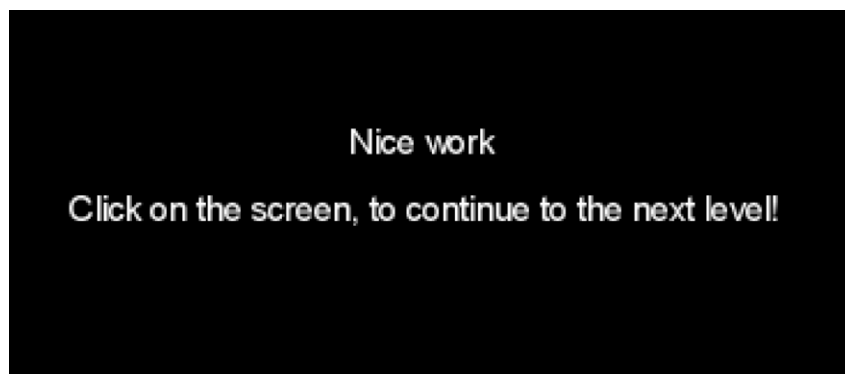 Nice work
Click on the screen, to continue to the next level!